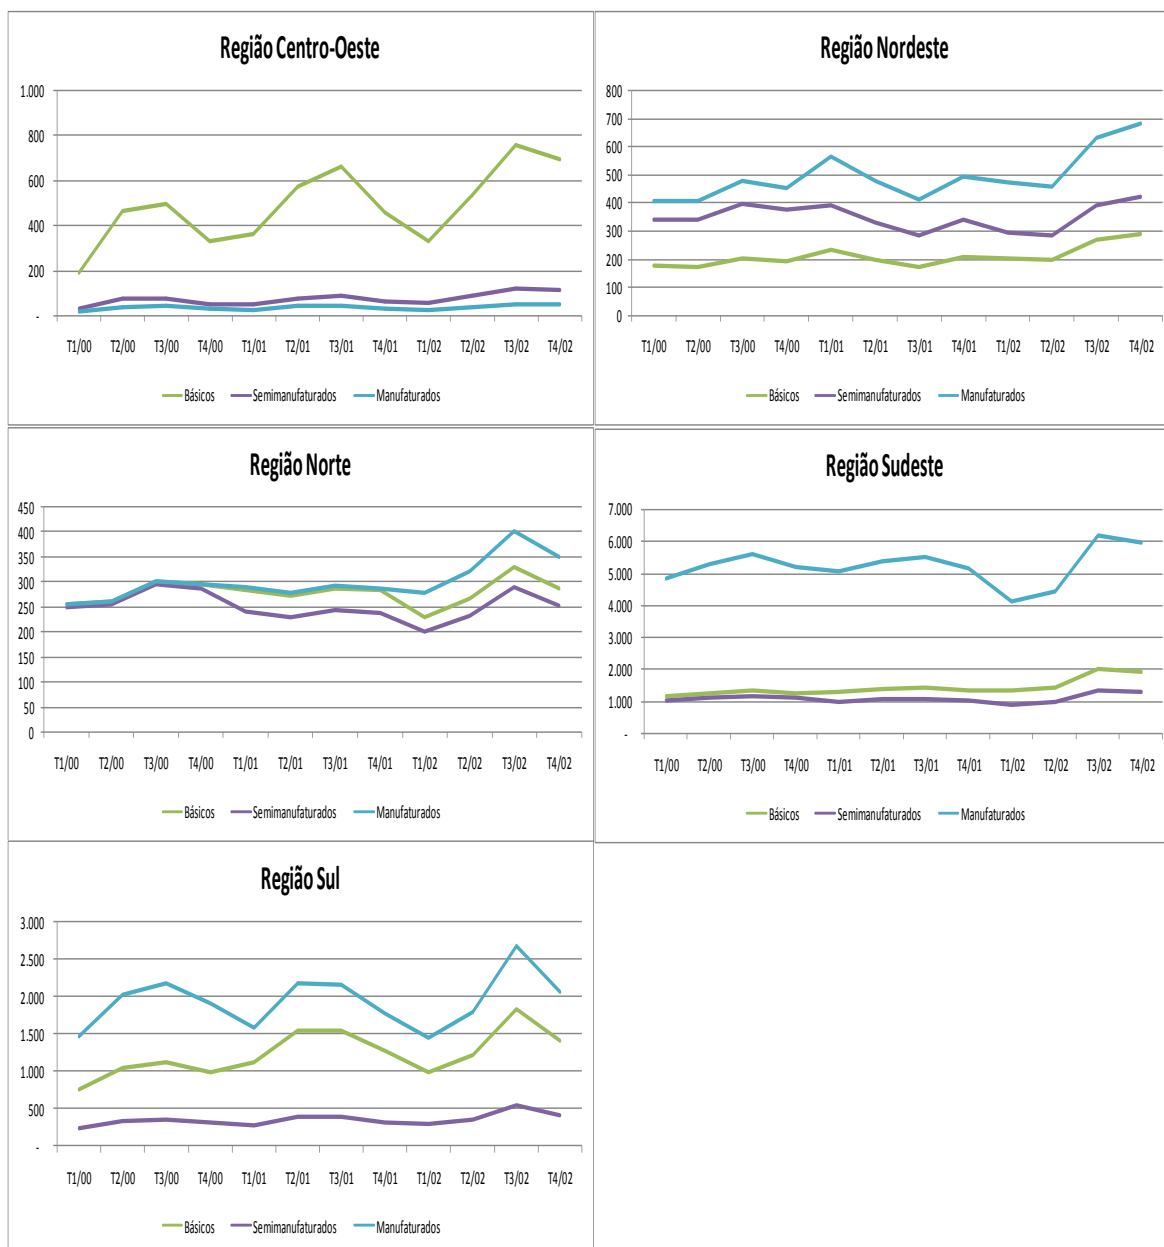 Região Centro-Oeste
1.000
800
600
400
200
-
T1/00 T2/00 T3/00 T4/00 T1/01 T2/01 T3/01 T4/01 T1/02 T2/02 T3/02 T4/02
Básicos Semimanufaturados Manufaturados
Região Nordeste
800
700
600
500
400
300
200
100
0
T1/00 T2/00 T3/00 T4/00 T1/01 T2/01 T3/01 T4/01 T1/02 T2/02 T3/02 T4/02
Básicos Semimanufaturados Manufaturados
Região Norte
450
400
350
300
250
200
150
100
50
0
T1/00 T2/00 T3/00 T4/00 T1/01 T2/01 T3/01 T4/01 T1/02 T2/02 T3/02 T4/02
Básicos Semimanufaturados Manufaturados
Região Sudeste
7.000
6.000
5.000
4.000
3.000
2.000
1.000
-
T1/00 T2/00 T3/00 T4/00 T1/01 T2/01 T3/01 T4/01 T1/02 T2/02 T3/02 T4/02
Básicos Semimanufaturados Manufaturados
Região Sul
3.000
2.500
2.000
1.500
1.000
500
-
T1/00 T2/00 T3/00 T4/00 T1/01 T2/01 T3/01 T4/01 T1/02 T2/02 T3/02 T4/02
Básicos Semimanufaturados Manufaturados